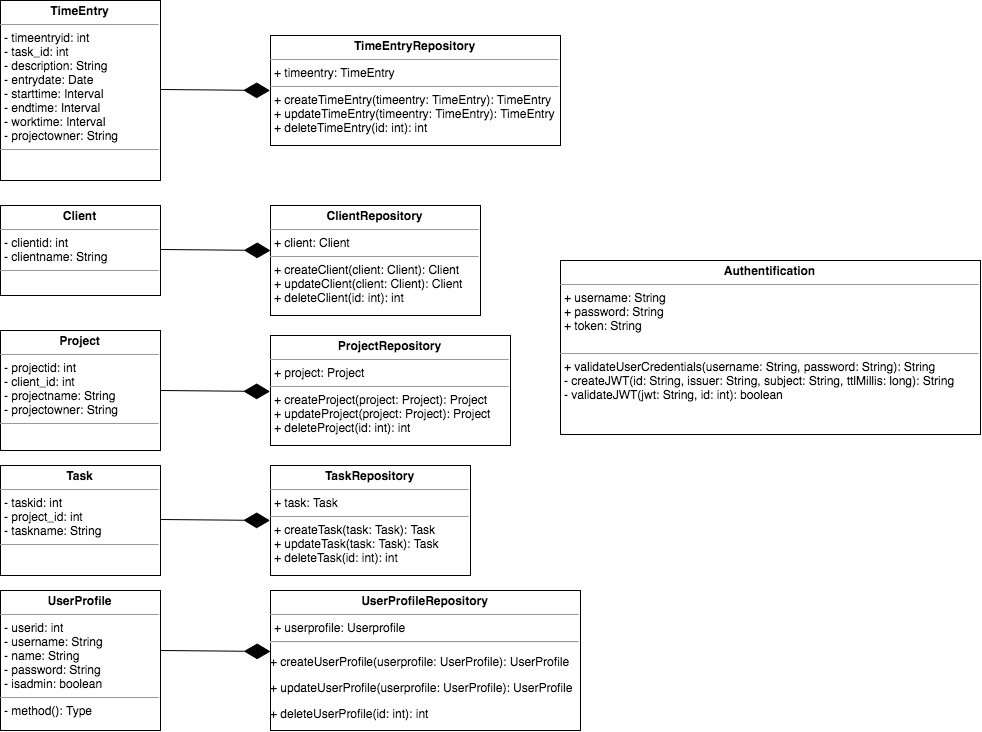 TimeEntry
- timeentryid: int
- task_id: int
- description: String
- entrydate: Date
- starttime: Interval
- endtime: Interval
- worktime: Interval
- projectowner: String
TimeEntryRepository
+ timeentry: TimeEntry
+ createTimeEntry(timeentry: TimeEntry): TimeEntry
+ updateTimeEntry(timeentry: TimeEntry): TimeEntry
+ deleteTimeEntry(id: int): int
Client
- clientid: int
- clientname: String
ClientRepository
+ client: Client
+ createClient(client: Client): Client
+ updateClient(client: Client): Client
+ deleteClient(id: int): int
Authentification
+ username: String
+ password: String
+ token: String
+ validateUserCredentials(username: String, password: String): String
- createJWT(id: String, issuer: String, subject: String, ttlMillis: long): String
- validateJWT(jwt: String, id: int): boolean
Project
- projectid: int
- client_id: int
- projectname: String
- projectowner: String
ProjectRepository
+ project: Project
+ createProject(project: Project): Project
+ updateProject(project: Project): Project
+ deleteProject(id: int): int
Task
- taskid: int
- project_id: int
- taskname: String
TaskRepository
+ task: Task
+ createTask(task: Task): Task
+ updateTask(task: Task): Task
+ deleteTask(id: int): int
UserProfile
- userid: int
- username: String
- name: String
- password: String
- isadmin: boolean
- method(): Type
UserProfileRepository
+ userprofile: Userprofile
+ createUserProfile(userprofile: UserProfile): UserProfile
+ updateUserProfile(userprofile: UserProfile): UserProfile
+ deleteUserProfile(id: int): int